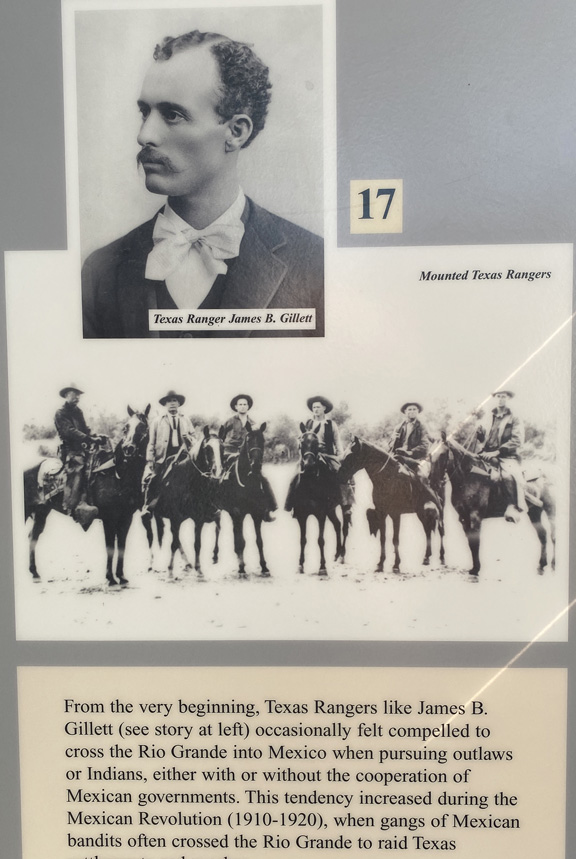 17
Mounted Texas Rangers
Texas Ranger James B. Gillett
From the very beginning, Texas Rangers like James B.
Gillett (see story at left) occasionally felt compelled to
cross the Rio Grande into Mexico when pursuing outlaws
or Indians, either with or without the cooperation of
Mexican governments. This tendency increased during the
Mexican Revolution (1910-1920), when gangs of Mexican
bandits often crossed the Rio Grande to raid Texas